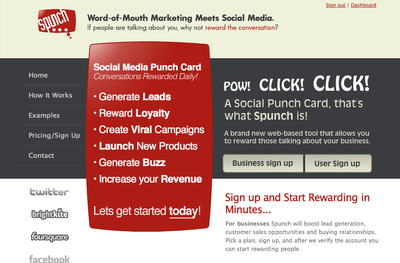 Sign out | Dashboard
Spunch
Word-of-Mouth Marketing Meets Social Media.
If people are talking about you, why not reward the conversation?
Home
How It Works
Examples
Pricing/Sign Up
Contact
twitter
brightkite
foursquare
facebook
Social Media Punch Card
Conversations Rewarded Daily!
• Generate Leads
• Reward Loyalty
• Create Viral Campaigns
• Launch New Products
• Generate Buzz
• Increase your Revenue
Lets get started today!
POW! CLICK! CLICK!
A Social Punch Card, that's
what Spunch is!
A brand new web-based tool that allows you
to reward those talking about your business.
Business sign up
User Sign up
Sign up and Start Rewarding in
Minutes...
For businesses Spunch will boost lead generation,
customer sales opportunities and buying relationships.
Pick a plan, sign up, and after we verify the account you
can start rewarding people.